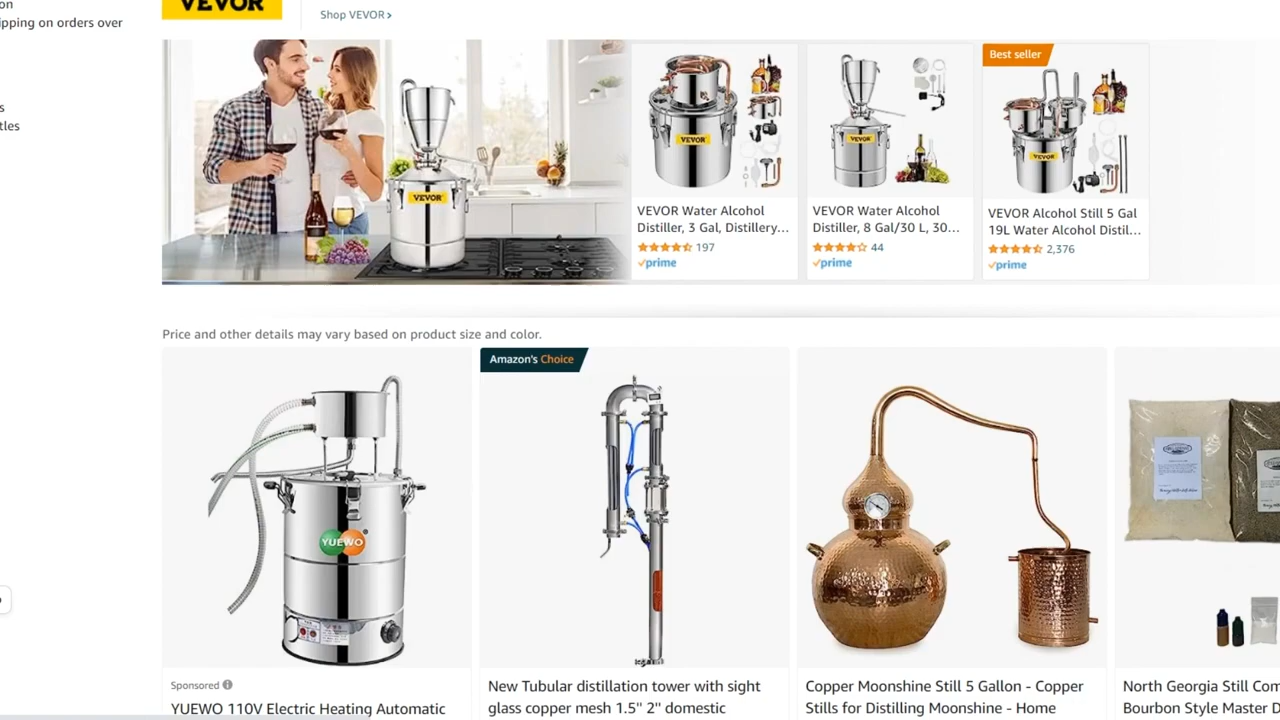 on
ipping on orders over
s
tles
VEVOR
Shop VEVOR ›
VEVOR
VEVOR
VEVOR
Best seller
VEVOR
VEVOR Water Alcohol
Distiller, 3 Gal, Distillery...
197
prime
VEVOR Water Alcohol
Distiller, 8 Gal/30 L, 30...
44
prime
VEVOR Alcohol Still 5 Gal
19L Water Alcohol Distil...
2,376
prime
Price and other details may vary based on product size and color.
YUEWO
Sponsored
YUEWO 110V Electric Heating Automatic
Amazon's Choice
New Tubular distillation tower with sight
glass copper mesh 1.5'' 2'' domestic
Copper Moonshine Still 5 Gallon - Copper
Stills for Distilling Moonshine - Home
North Georgia Still Com
Bourbon Style Master D